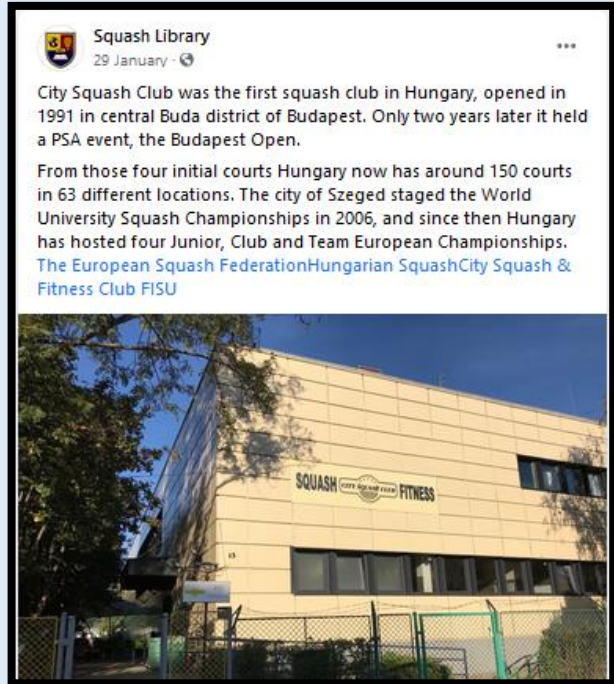 Squash Library
29 January ·
City Squash Club was the first squash club in Hungary, opened in
1991 in central Buda district of Budapest. Only two years later it held
a PSA event, the Budapest Open.
From those four initial courts Hungary now has around 150 courts
in 63 different locations. The city of Szeged staged the World
University Squash Championships in 2006, and since then Hungary
has hosted four Junior, Club and Team European Championships.
The European Squash FederationHungarian SquashCity Squash &
Fitness Club FISU
SQUASH CITY SQUASH CLUB FITNESS
13